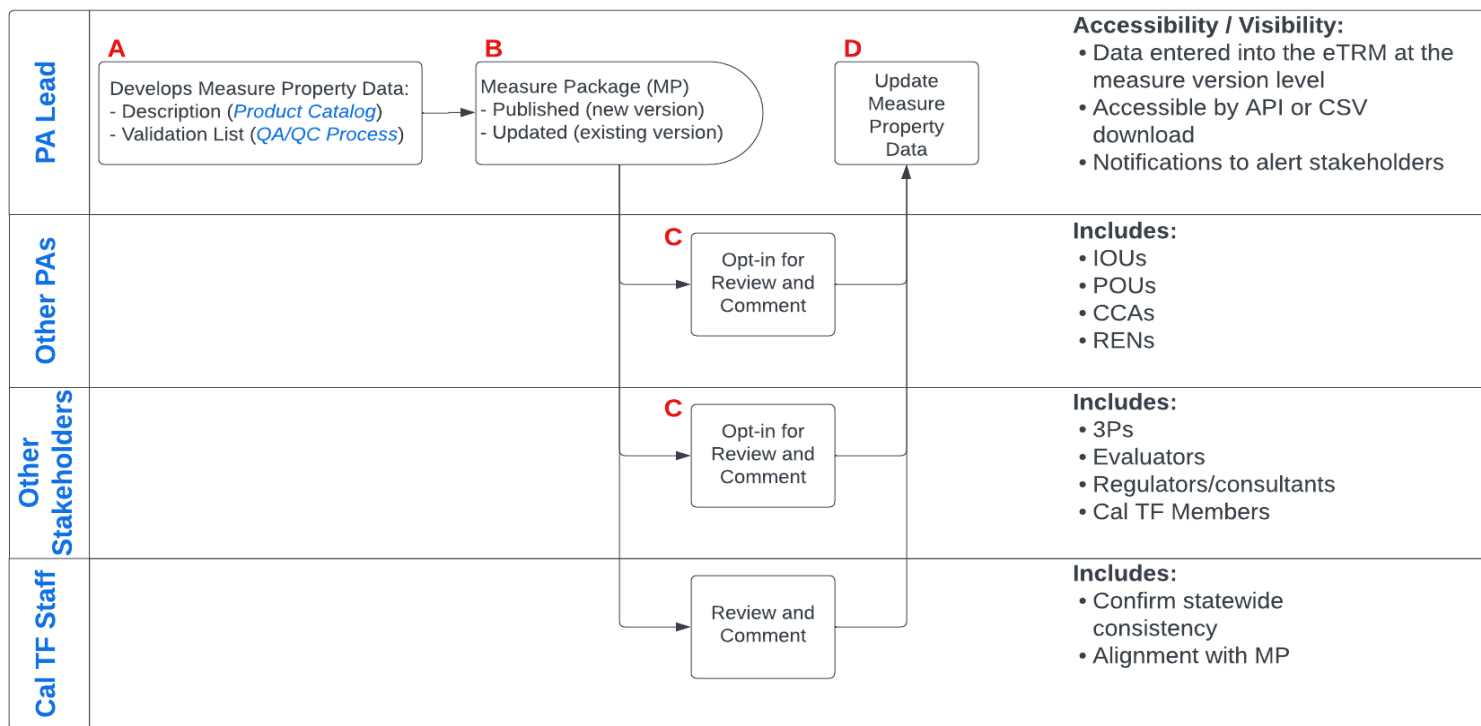 PA Lead
A
Develops Measure Property Data:
- Description (Product Catalog)
- Validation List (QA/QC Process)
B
Measure Package (MP)
- Published (new version)
- Updated (existing version)
D
Update
Measure
Property
Data
Accessibility / Visibility:
• Data entered into the eTRM at the
measure version level
• Accessible by API or CSV
download
• Notifications to alert stakeholders
Other PAs
C
Opt-in for
Review and
Comment
Includes:
• IOUs
• POUs
• CCAs
• RENs
Other
Stakeholders
C
Opt-in for
Review and
Comment
Includes:
• 3Ps
• Evaluators
• Regulators/consultants
• Cal TF Members
Cal TF Staff
Review and
Comment
Includes:
• Confirm statewide
consistency
• Alignment with MP